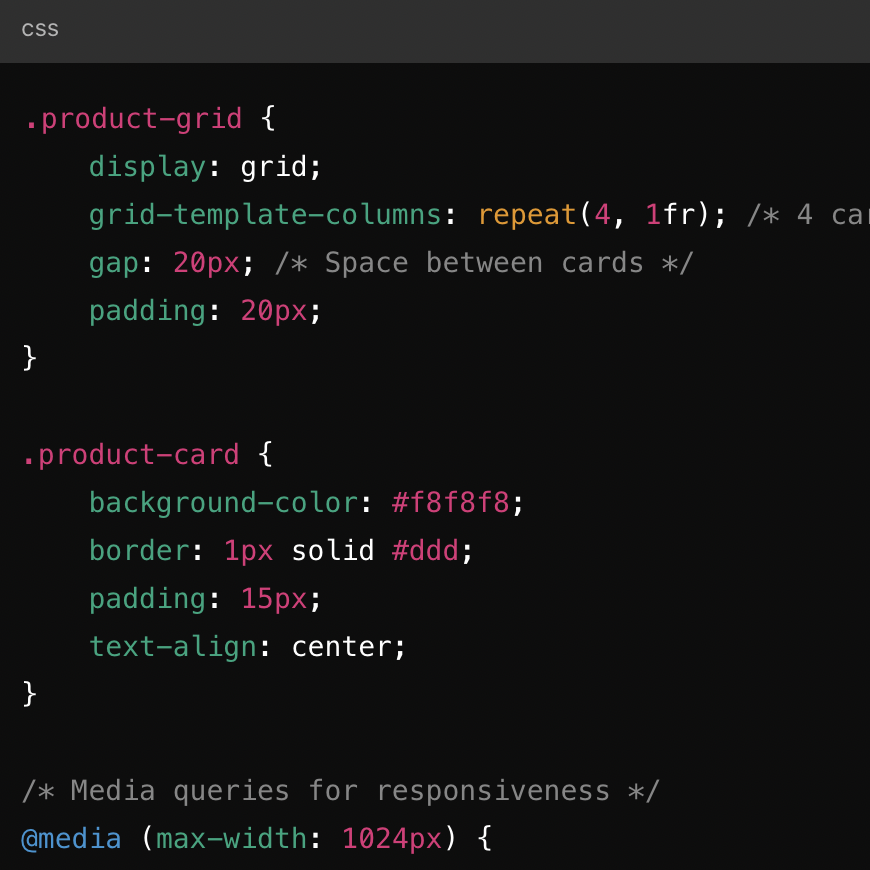 css
.product-grid {
    display: grid;
    grid-template-columns: repeat(4, 1fr); /* 4
    gap: 20px; /* Space between cards */
    padding: 20px;
}
.product-card {
    background-color: #f8f8f8;
    border: 1px solid #ddd;
    padding: 15px;
    text-align: center;
}
/* Media queries for responsiveness */
@media (max-width: 1024px) {